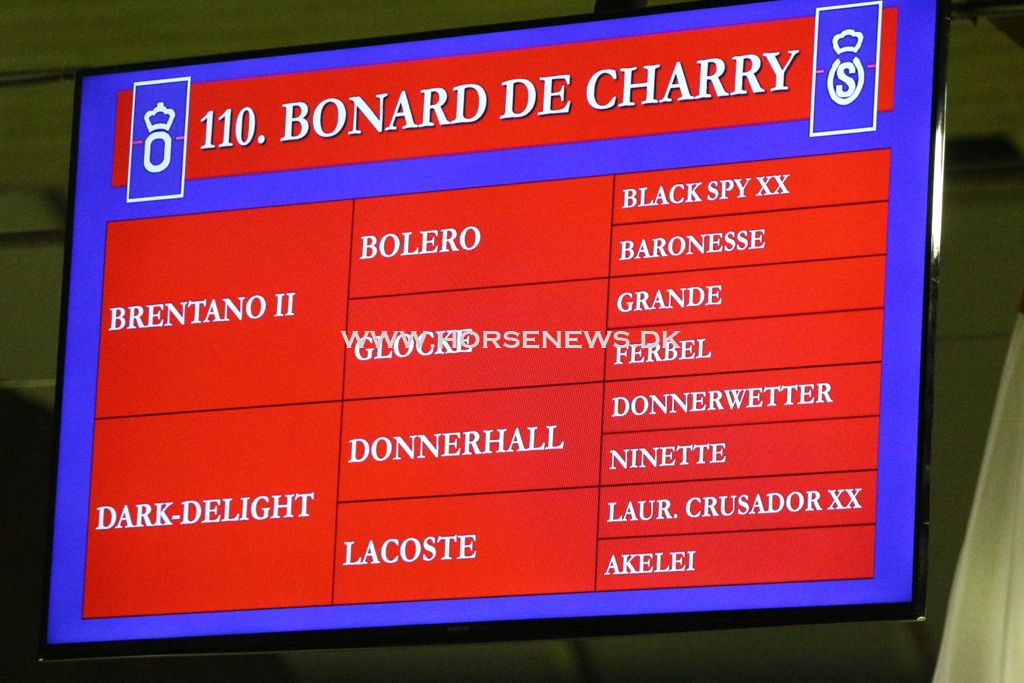 110. BONARD DE CHARRY
O
S
BRENTANO II
BOLERO
BLACK SPY XX
BARONESSE
GLOCKE
GRANDE
FERBEL
WWW.HORSENEWS.DK
DARK-DELIGHT
DONNERHALL
DONNERWETTER
NINETTE
LACOSTE
LAUR. CRUSADOR XX
AKELEI